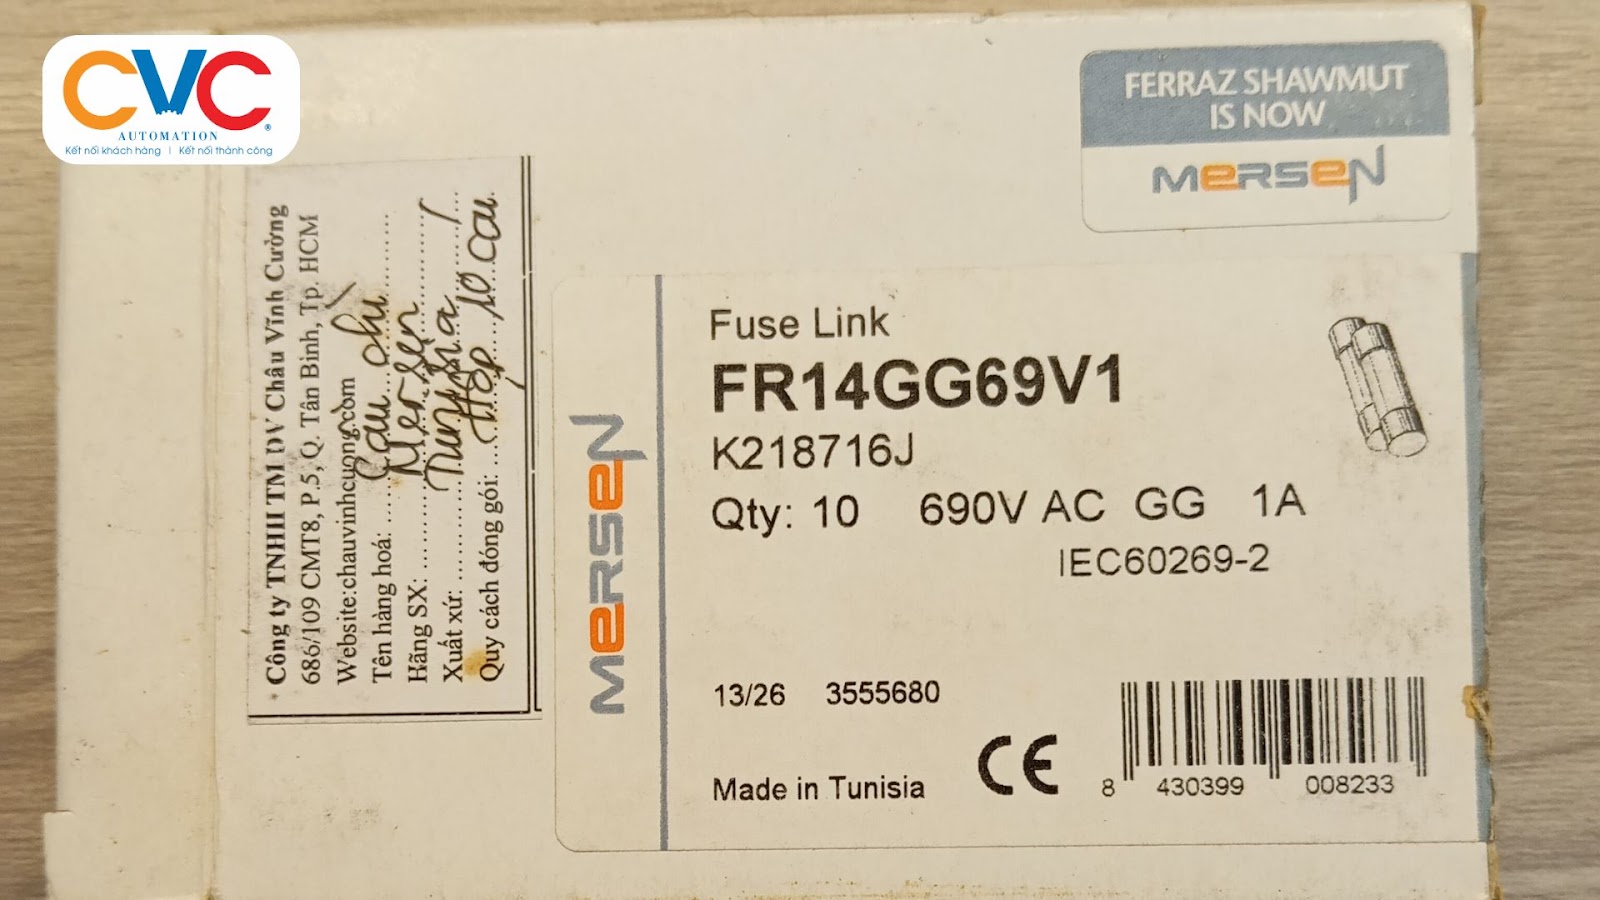 CVC
AUTOMATION
Kết nối khách hàng | Kết nối thành công
FERRAZ SHAWMUT
IS NOW
MERSEN
Công ty TNHH TM DV Châu Vĩnh Cường
686/109 CMT8, P.5, Q. Tân Bình, Tp. HCM
Website:chauvinhcuong.com
Tên hàng hoá: Cầu chì
Hãng SX: Mersen
Xuất xứ: Tunysia
Quy cách đóng gói: Hộp 10 cái
MERSEN
Fuse Link
FR14GG69V1
K218716J
Qty: 10 690V AC GG 1A
IEC60269-2
13/26 3555680
Made in Tunisia CE
8 430399 008233